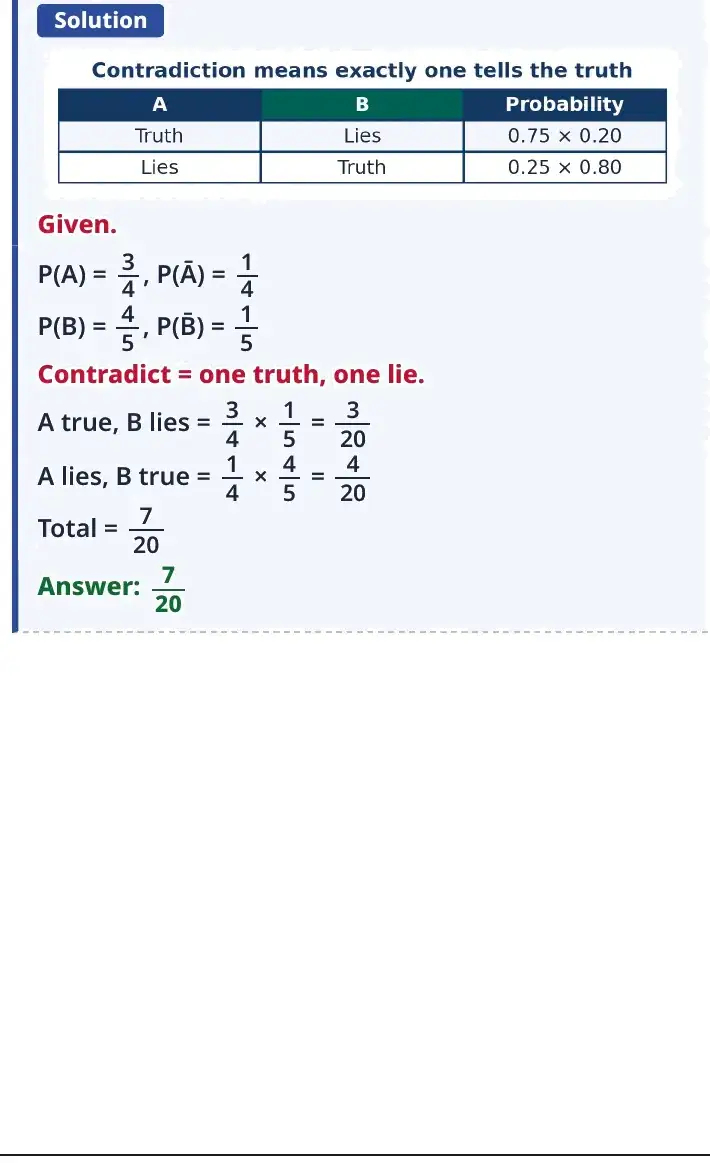 Solution
Contradiction means exactly one tells the truth
A B Probability
Truth Lies 0.75 × 0.20
Lies Truth 0.25 × 0.80
Given.
P(A) = 3/4, P(Ā) = 1/4
P(B) = 4/5, P(B̄) = 1/5
Contradict = one truth, one lie.
A true, B lies = 3/4 × 1/5 = 3/20
A lies, B true = 1/4 × 4/5 = 4/20
Total = 7/20
Answer: 7/20